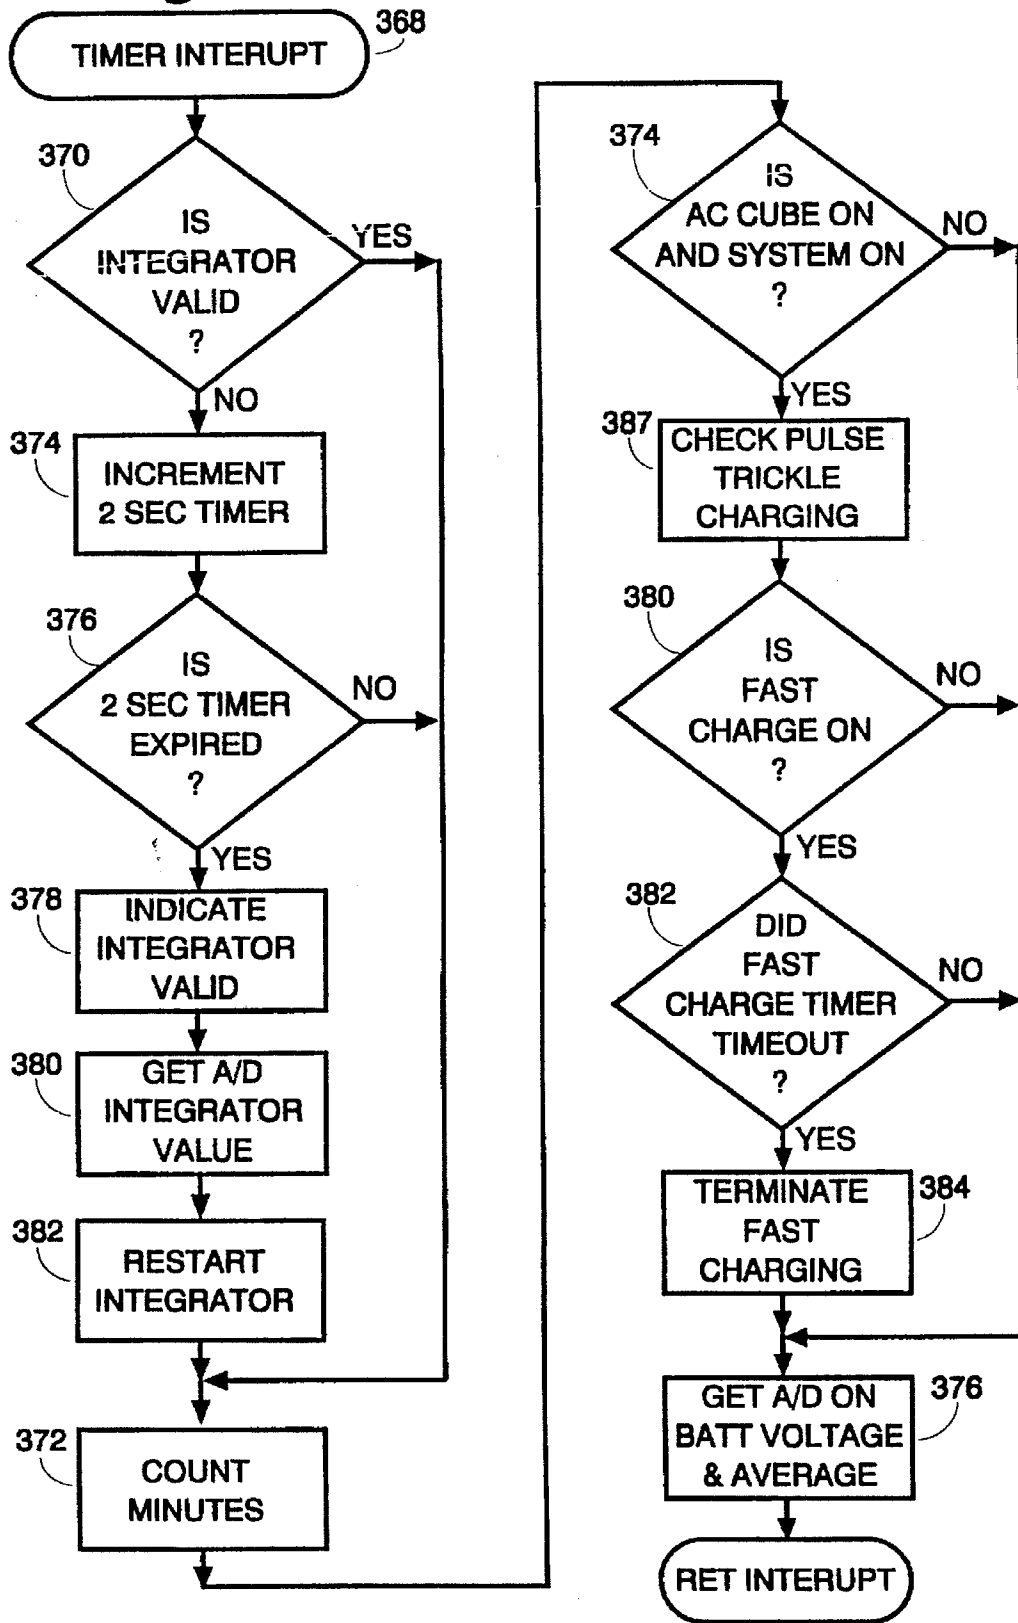 TIMER INTERUPT
368
370
IS
INTEGRATOR
VALID
?
YES
NO
374
INCREMENT
2 SEC TIMER
376
IS
2 SEC TIMER
EXPIRED
?
NO
YES
378
INDICATE
INTEGRATOR
VALID
380
GET A/D
INTEGRATOR
VALUE
382
RESTART
INTEGRATOR
372
COUNT
MINUTES
374
IS
AC CUBE ON
AND SYSTEM ON
?
NO
YES
387
CHECK PULSE
TRICKLE
CHARGING
380
IS
FAST
CHARGE ON
?
NO
YES
382
DID
FAST
CHARGE TIMER
TIMEOUT
?
NO
YES
TERMINATE
FAST
CHARGING
384
GET A/D ON
BATT VOLTAGE
& AVERAGE
376
RET INTERUPT